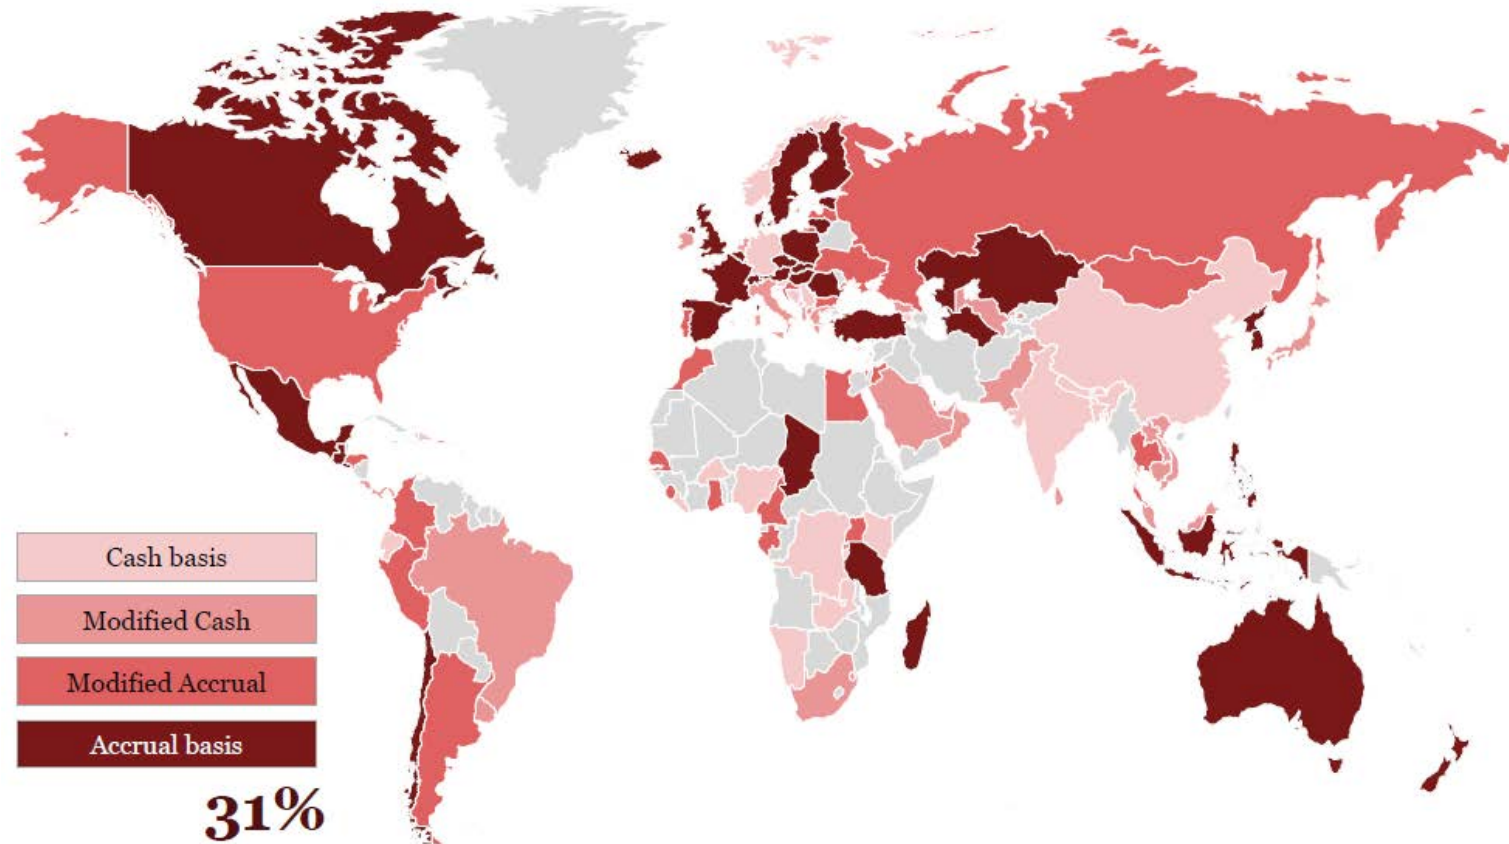 Cash basis
Modified Cash
Modified Accrual
Accrual basis
31%